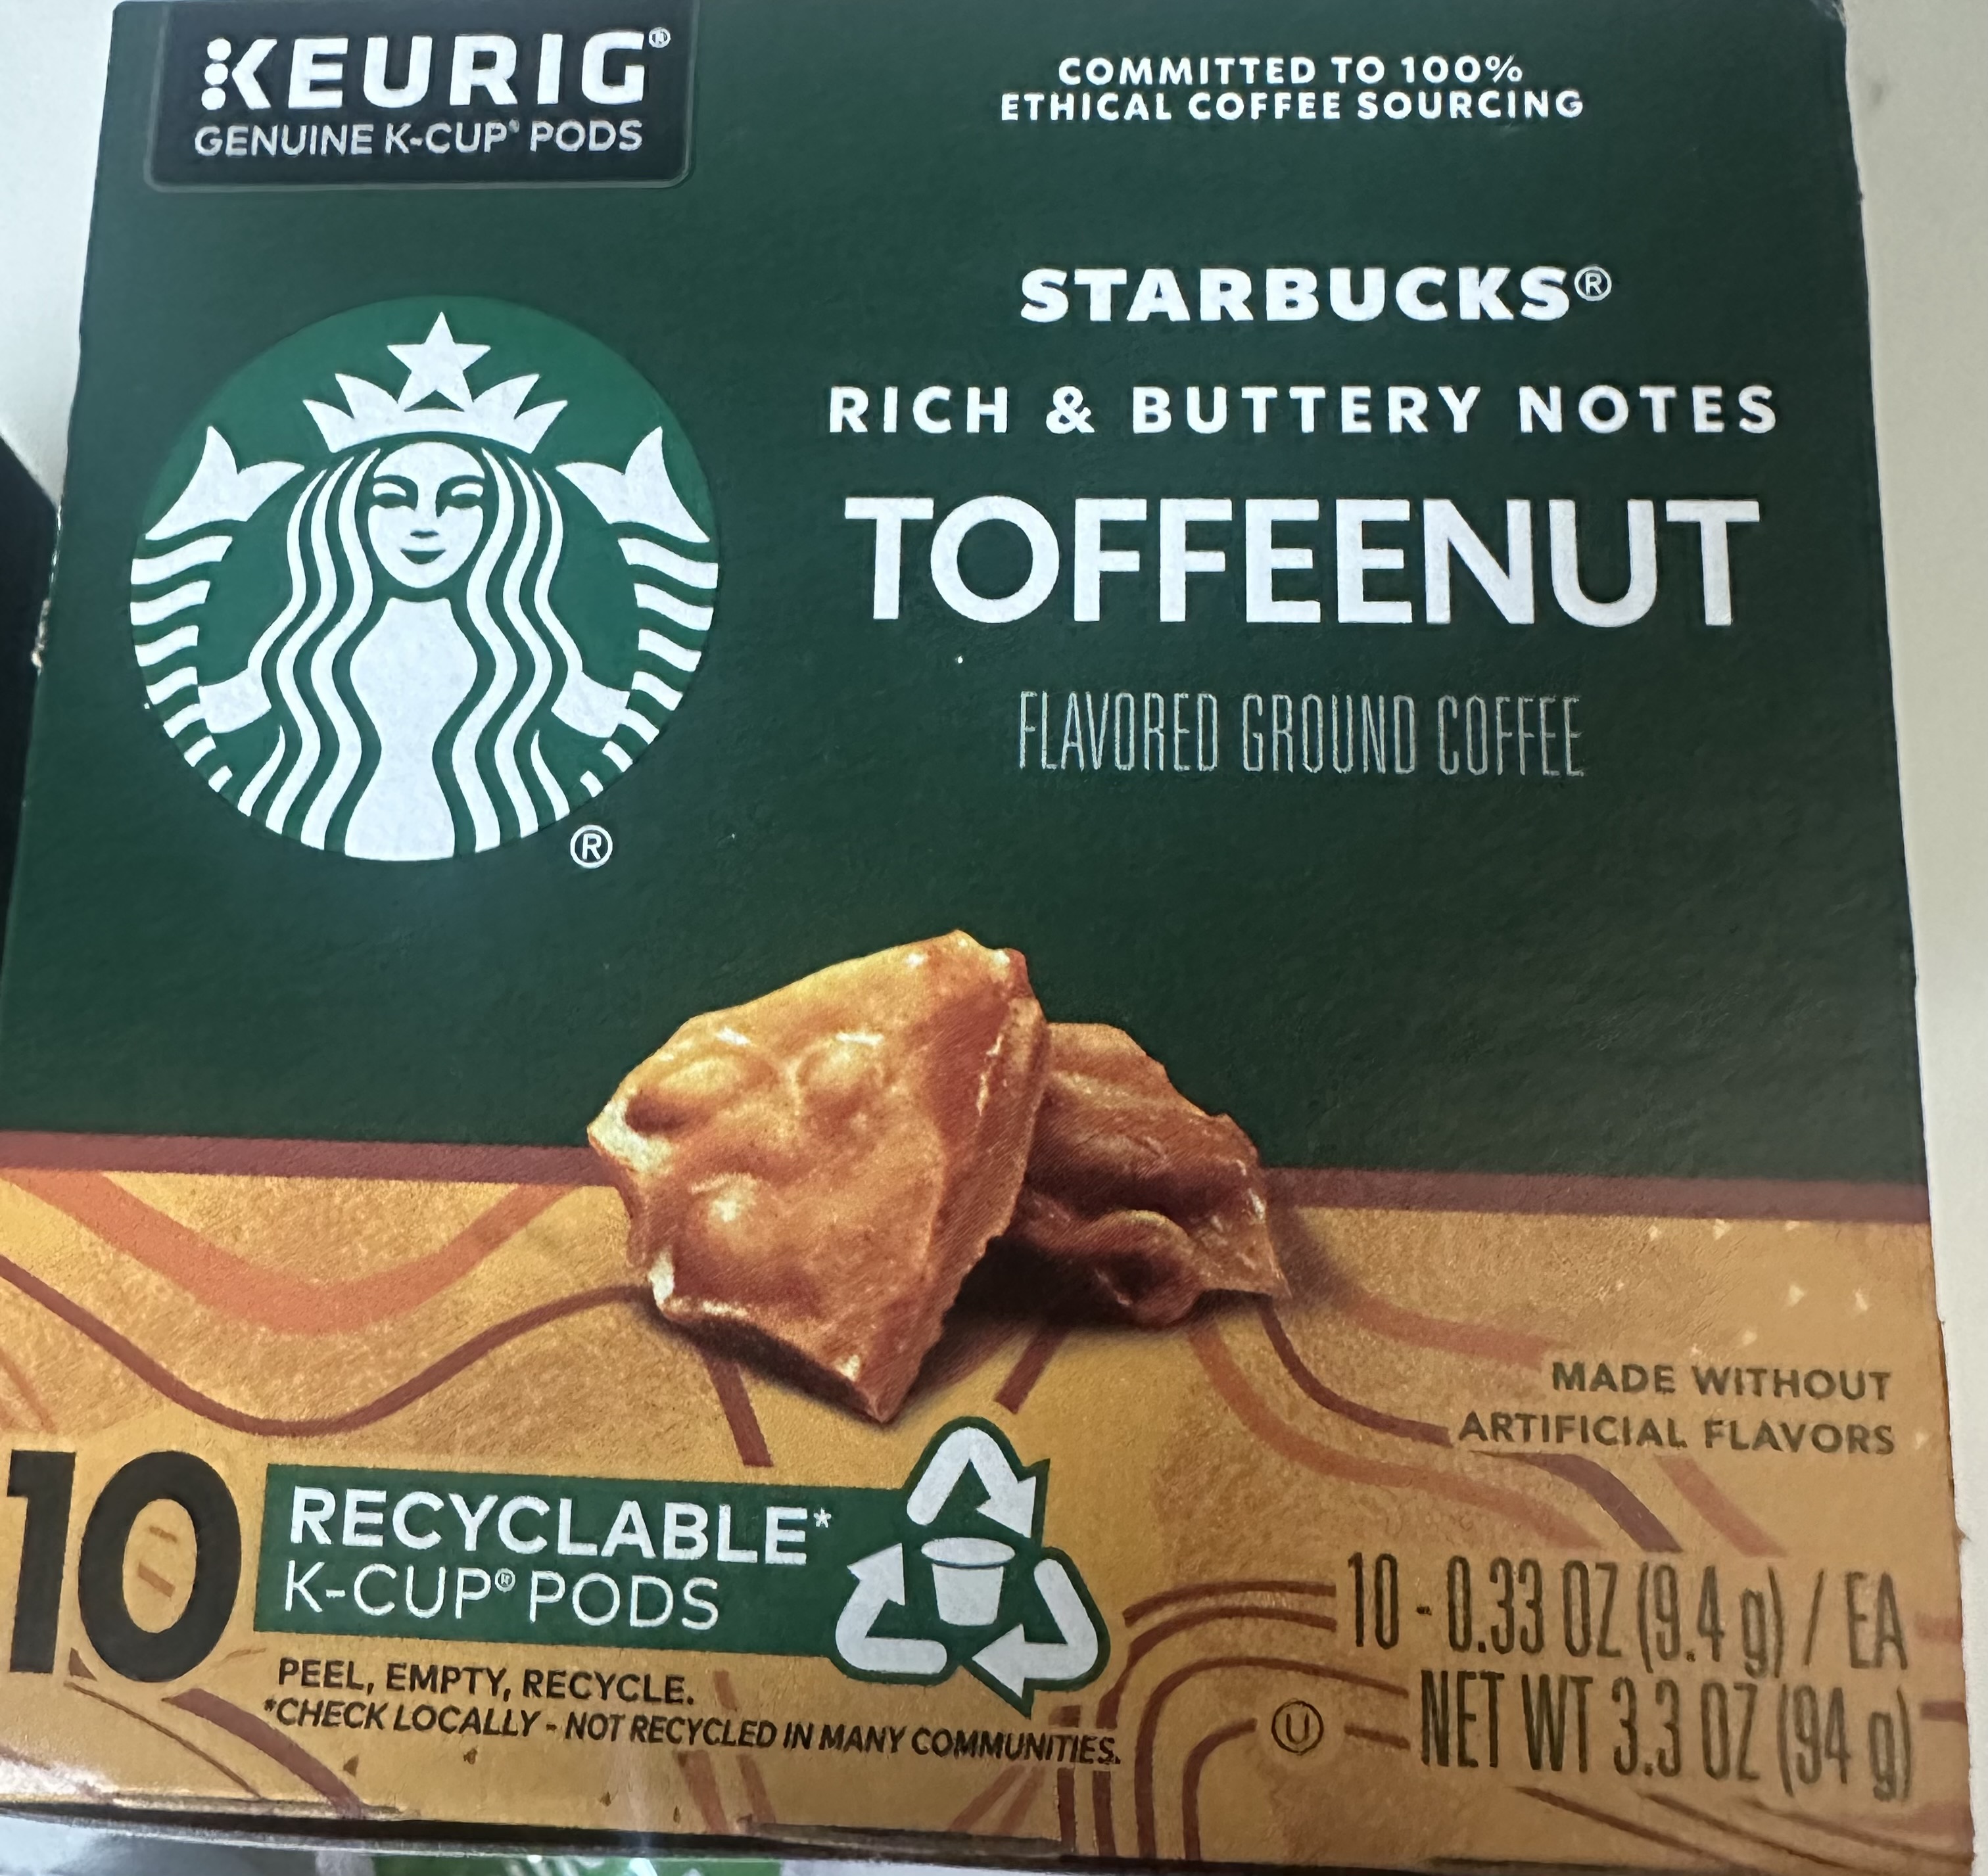 KEURIG®
GENUINE K-CUP® PODS
COMMITTED TO 100%
ETHICAL COFFEE SOURCING
STARBUCKS®
RICH & BUTTERY NOTES
TOFFEENUT
FLAVORED GROUND COFFEE
®
MADE WITHOUT
ARTIFICIAL FLAVORS
10
RECYCLABLE*
K-CUP® PODS
PEEL, EMPTY, RECYCLE.
*CHECK LOCALLY - NOT RECYCLED IN MANY COMMUNITIES.
10 - 0.33 OZ (9.4 g) / EA
U NET WT 3.3 OZ (94 g)